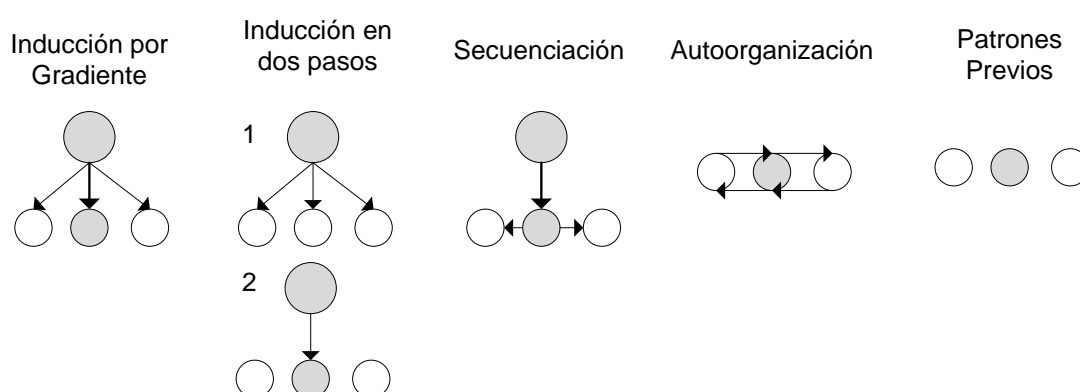 Inducción por
Gradiente
Inducción en
dos pasos
Secuenciación
Autoorganización
Patrones
Previos
1
2